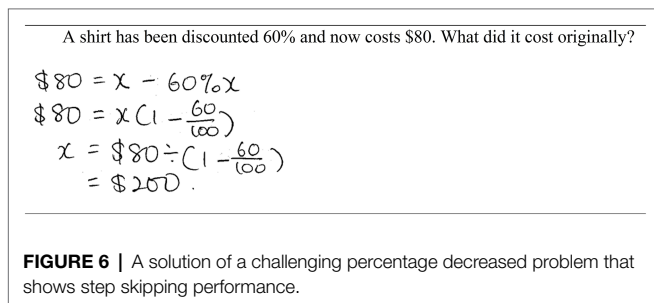 A shirt has been discounted 60% and now costs $80. What did it cost originally?
$80 = x - 60%x
$80 = x(1 - 60/100)
x = $80 ÷ (1 - 60/100)
= $200.
FIGURE 6 | A solution of a challenging percentage decreased problem that
shows step skipping performance.